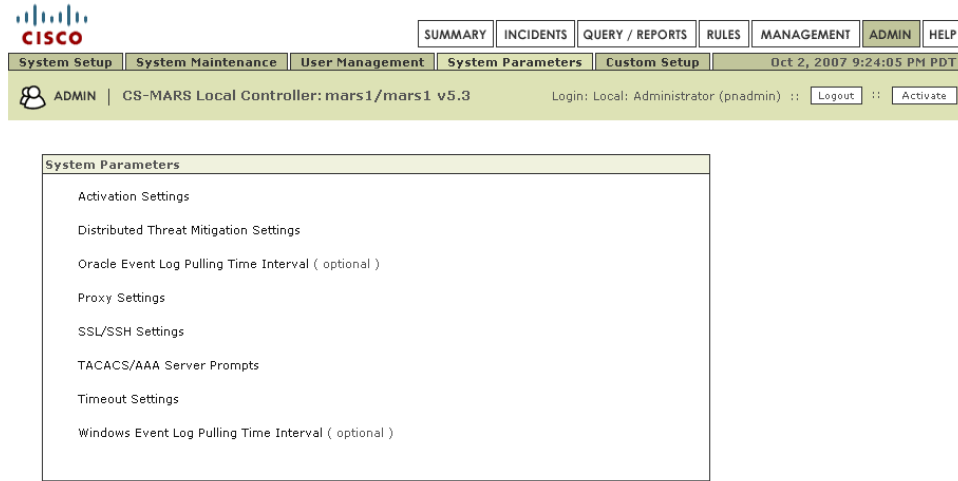 CISCO
SUMMARY INCIDENTS QUERY / REPORTS RULES MANAGEMENT ADMIN HELP
System Setup System Maintenance User Management System Parameters Custom Setup Oct 2, 2007 9:24:05 PM PDT
ADMIN | CS-MARS Local Controller: mars1/mars1 v5.3 Login: Local: Administrator (pnadmin) :: Logout :: Activate
System Parameters
Activation Settings
Distributed Threat Mitigation Settings
Oracle Event Log Pulling Time Interval ( optional )
Proxy Settings
SSL/SSH Settings
TACACS/AAA Server Prompts
Timeout Settings
Windows Event Log Pulling Time Interval ( optional )